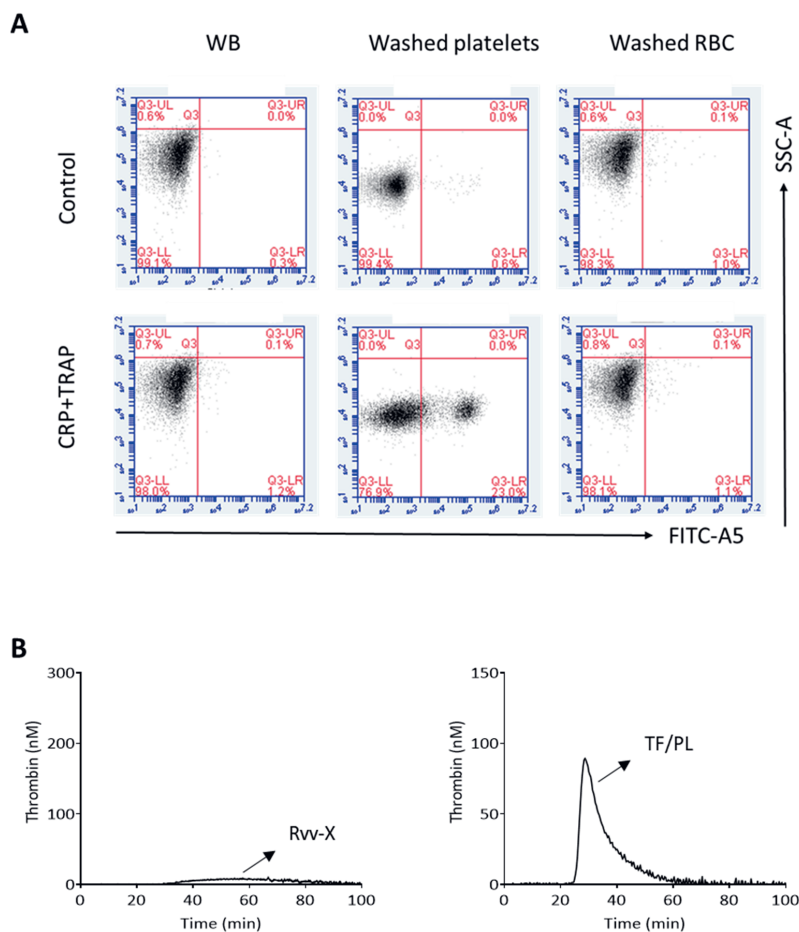 A
WB Washed platelets Washed RBC
Control
Q3-UL Q3 Q3-UR
0.6% 0.0%
Q3-LL Q3-LR
99.1% 0.3%
Q3-UL Q3 Q3-UR
0.0% 0.0%
Q3-LL Q3-LR
99.4% 0.6%
Q3-UL Q3 Q3-UR
0.6% 0.1%
Q3-LL Q3-LR
98.3% 1.0%
SSC-A
CRP+TRAP
Q3-UL Q3 Q3-UR
0.7% 0.1%
Q3-LL Q3-LR
98.0% 1.2%
Q3-UL Q3 Q3-UR
0.0% 0.0%
Q3-LL Q3-LR
76.9% 23.0%
Q3-UL Q3 Q3-UR
0.8% 0.1%
Q3-LL Q3-LR
98.1% 1.1%
FITC-A5
B
Thrombin (nM)
300
200
100
0
Rvv-X
0 20 40 60 80 100
Time (min)
Thrombin (nM)
150
100
50
0
TF/PL
0 20 40 60 80 100
Time (min)